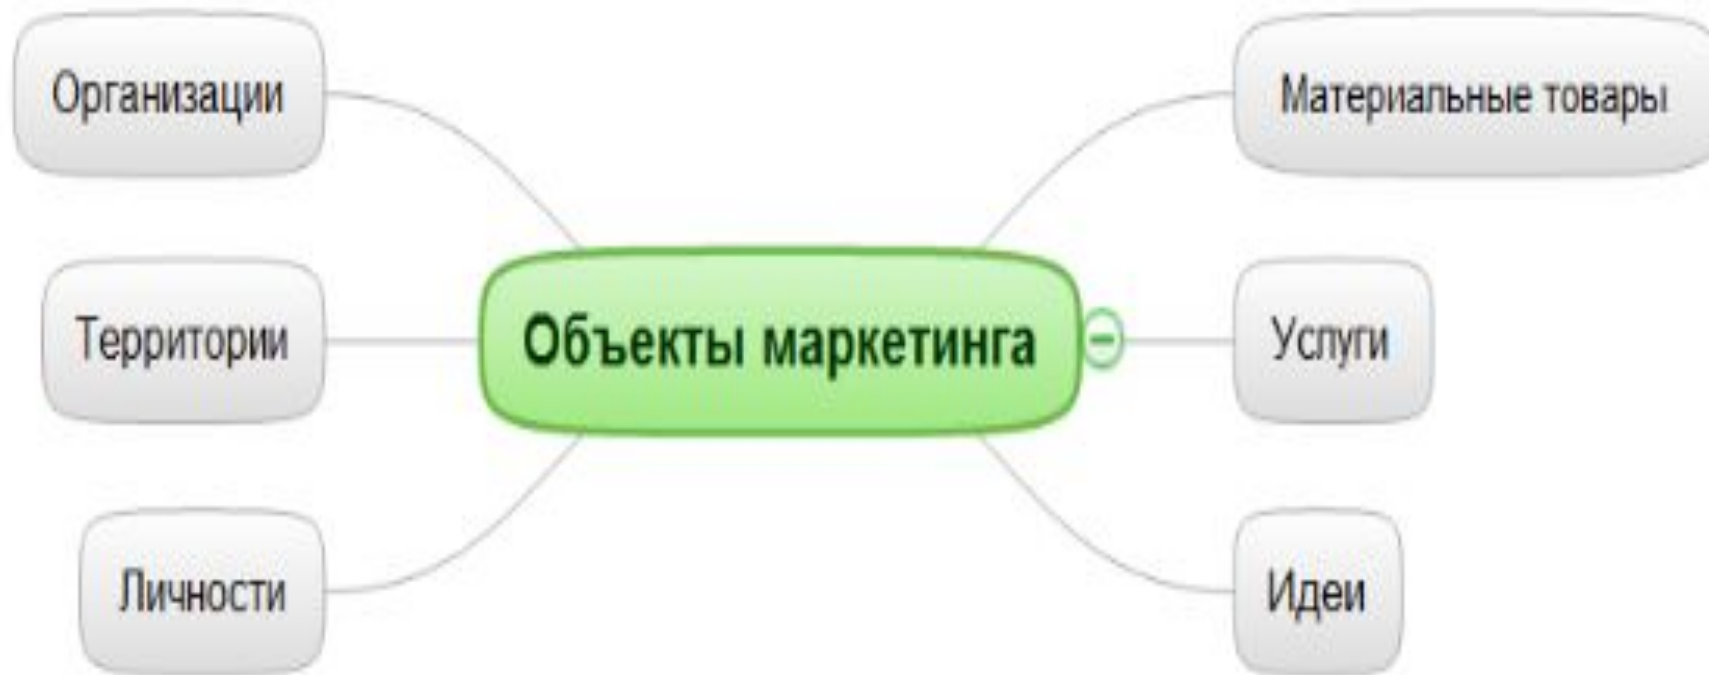 Организации
Материальные товары
Территории
Объекты маркетинга
Услуги
Личности
Идеи